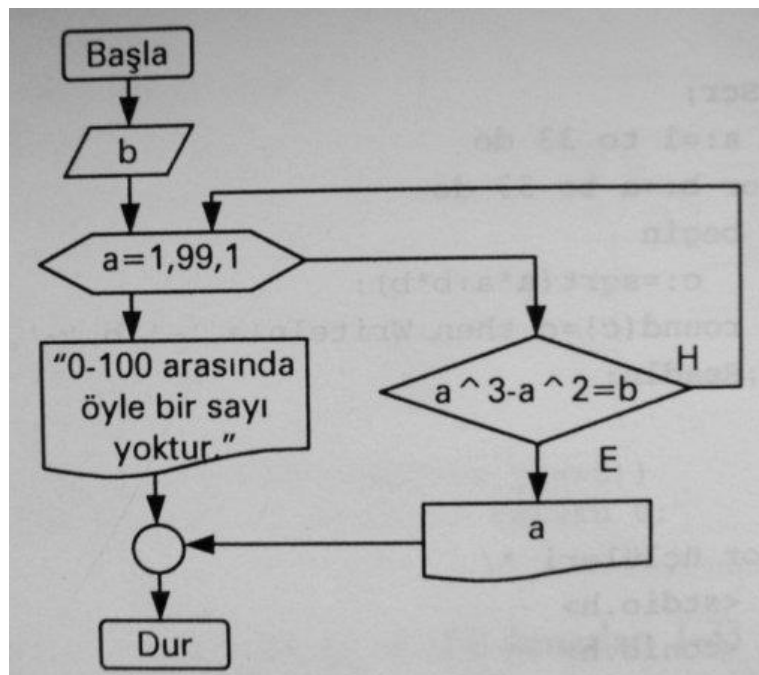 Başla
b
a=1,99,1
"0-100 arasında
öyle bir sayı
yoktur."
a^3-a^2=b
H
E
a
Dur